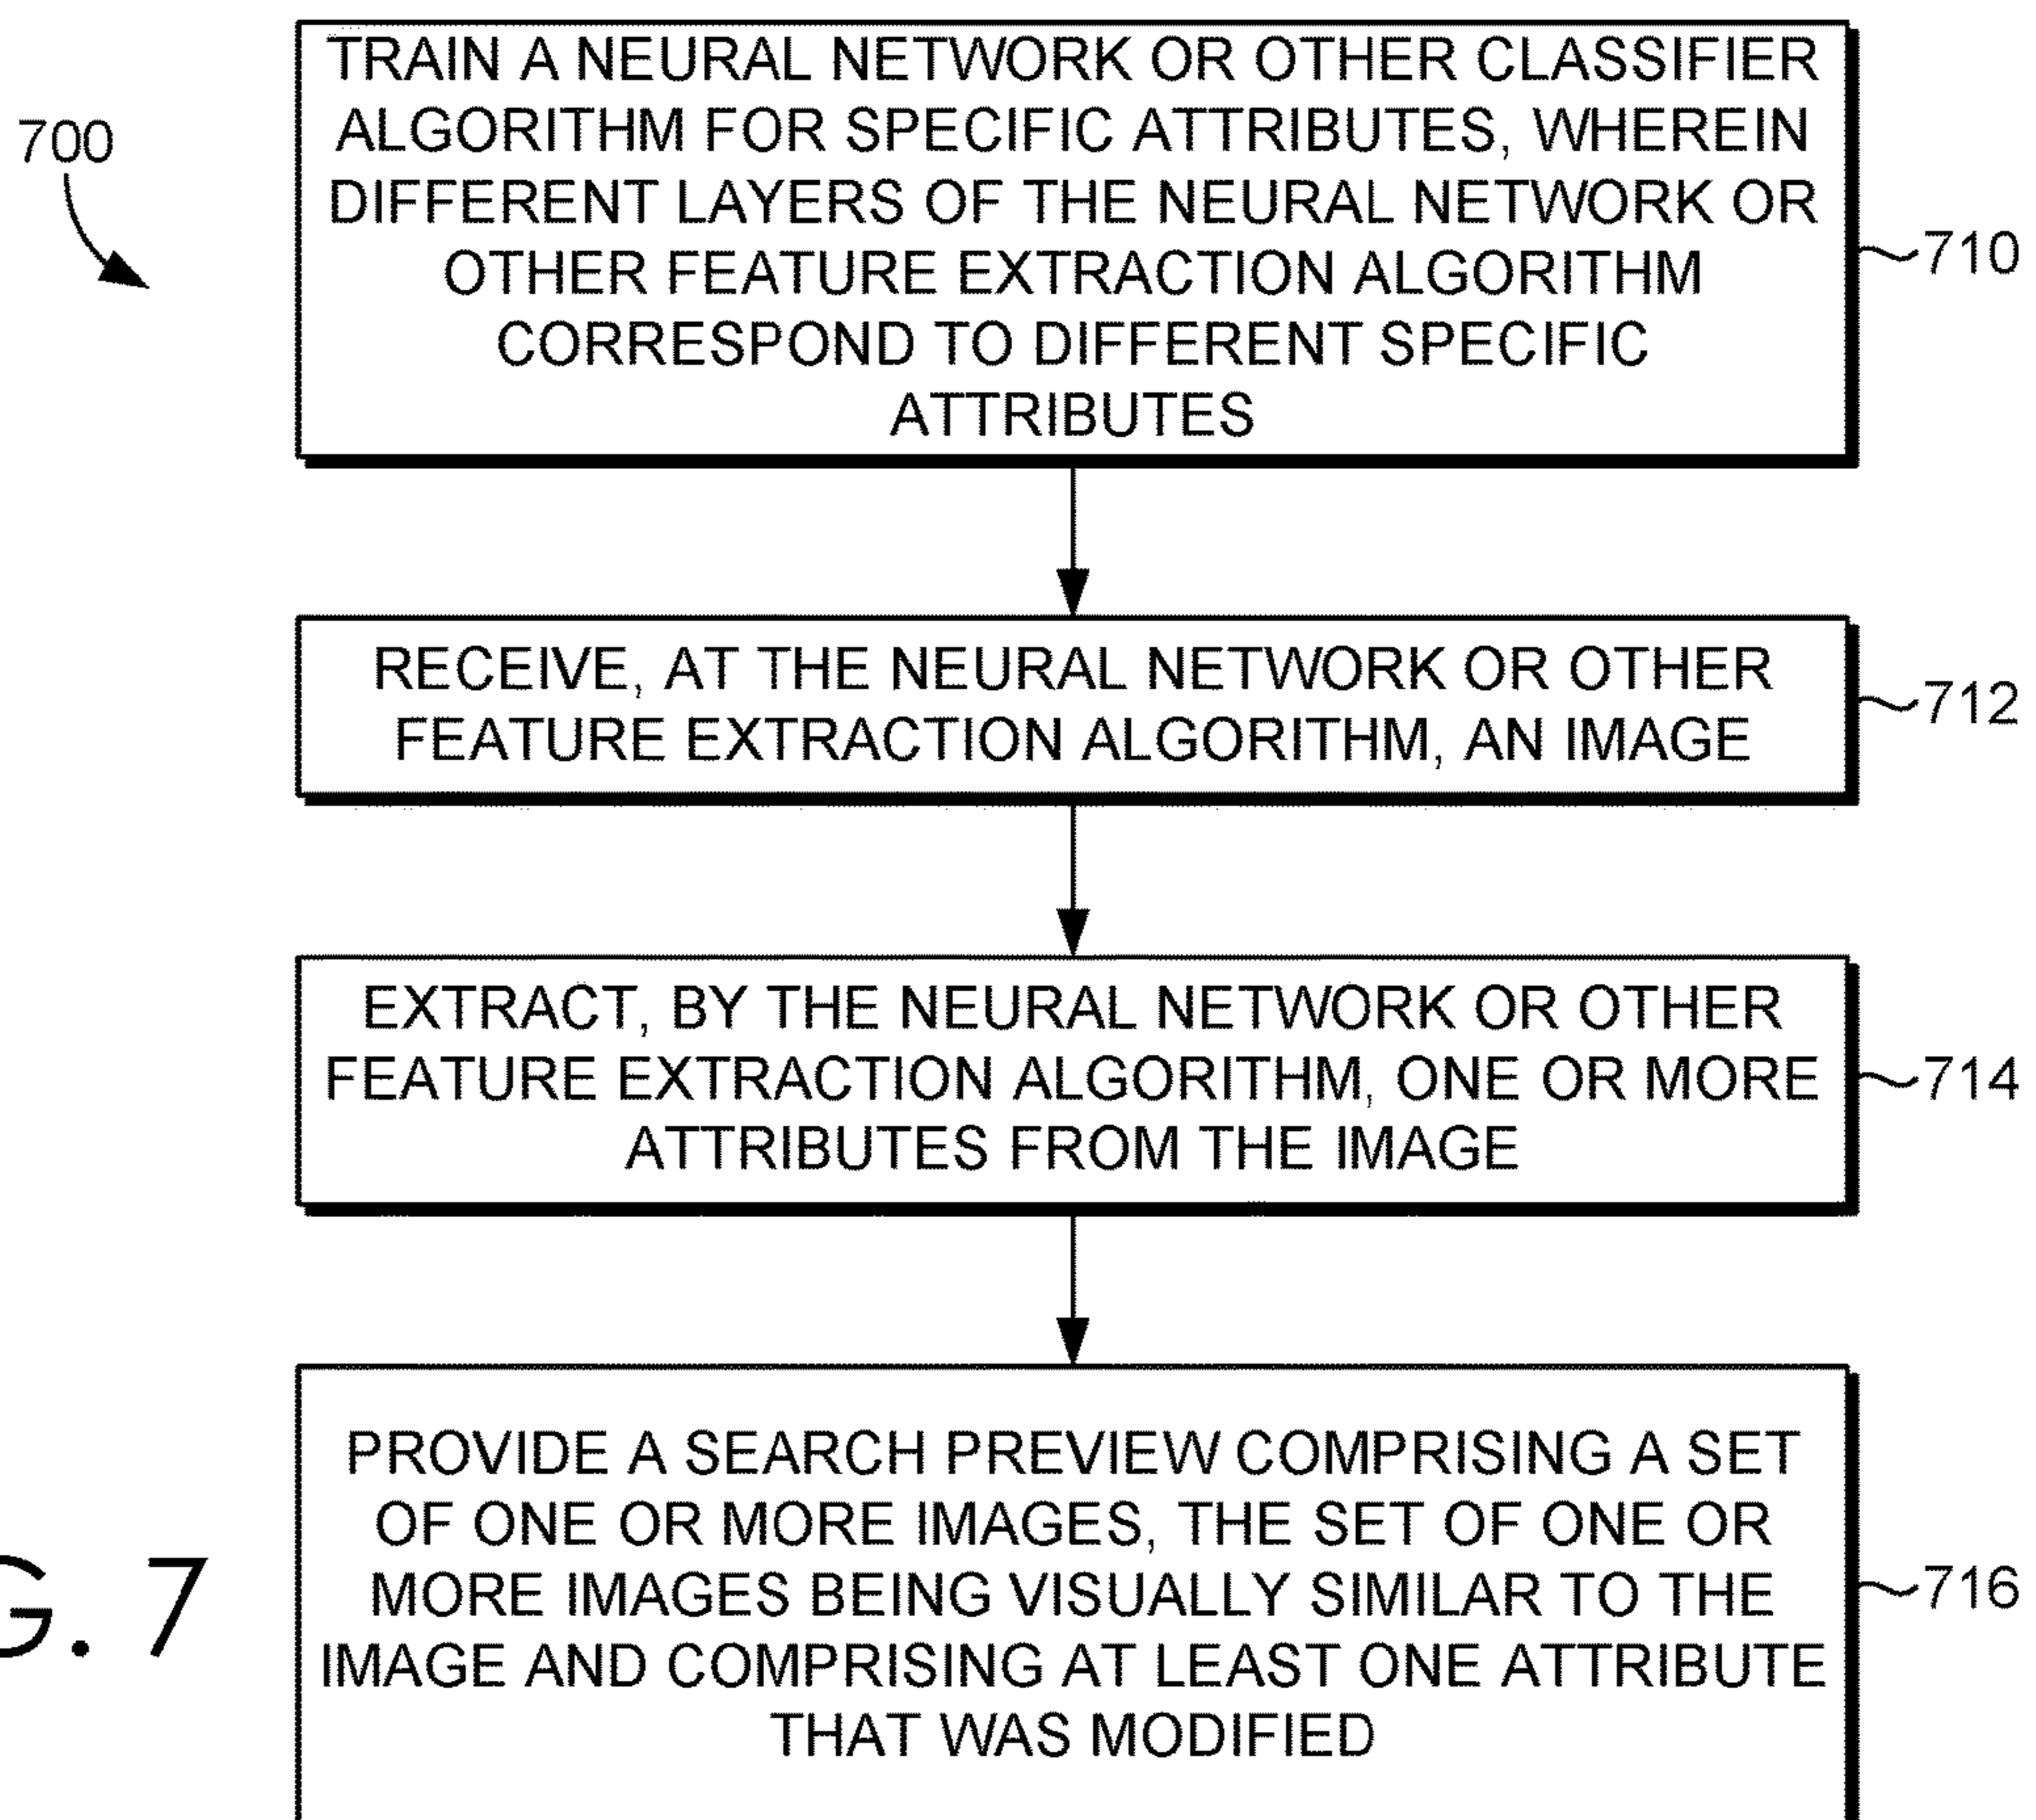 700
TRAIN A NEURAL NETWORK OR OTHER CLASSIFIER
ALGORITHM FOR SPECIFIC ATTRIBUTES, WHEREIN
DIFFERENT LAYERS OF THE NEURAL NETWORK OR
OTHER FEATURE EXTRACTION ALGORITHM
CORRESPOND TO DIFFERENT SPECIFIC
ATTRIBUTES
710
RECEIVE, AT THE NEURAL NETWORK OR OTHER
FEATURE EXTRACTION ALGORITHM, AN IMAGE
712
EXTRACT, BY THE NEURAL NETWORK OR OTHER
FEATURE EXTRACTION ALGORITHM, ONE OR MORE
ATTRIBUTES FROM THE IMAGE
714
PROVIDE A SEARCH PREVIEW COMPRISING A SET
OF ONE OR MORE IMAGES, THE SET OF ONE OR
MORE IMAGES BEING VISUALLY SIMILAR TO THE
IMAGE AND COMPRISING AT LEAST ONE ATTRIBUTE
THAT WAS MODIFIED
716
G. 7